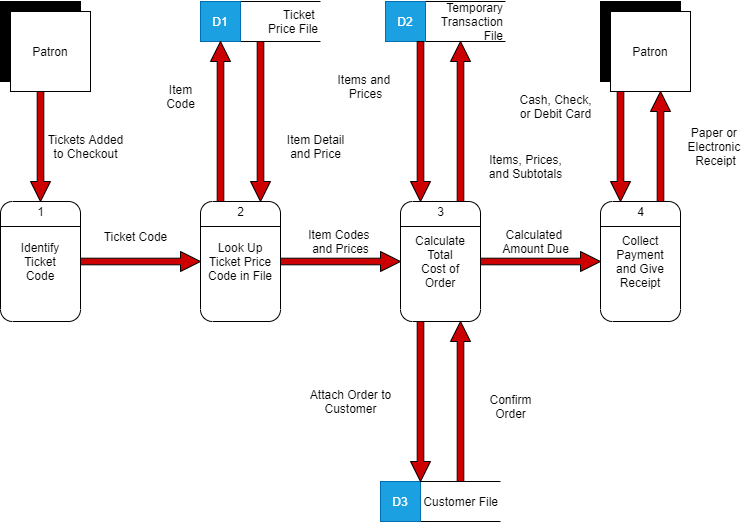 Patron
D1
Ticket
Price File
D2
Temporary
Transaction
File
Patron
Item
Code
Item Detail
and Price
Items and
Prices
Items, Prices,
and Subtotals
Cash, Check,
or Debit Card
Paper or
Electronic
Receipt
Tickets Added
to Checkout
1
Identify
Ticket
Code
Ticket Code
2
Look Up
Ticket Price
Code in File
Item Codes
and Prices
3
Calculate
Total
Cost of
Order
Calculated
Amount Due
4
Collect
Payment
and Give
Receipt
Attach Order to
Customer
Confirm
Order
D3
Customer File